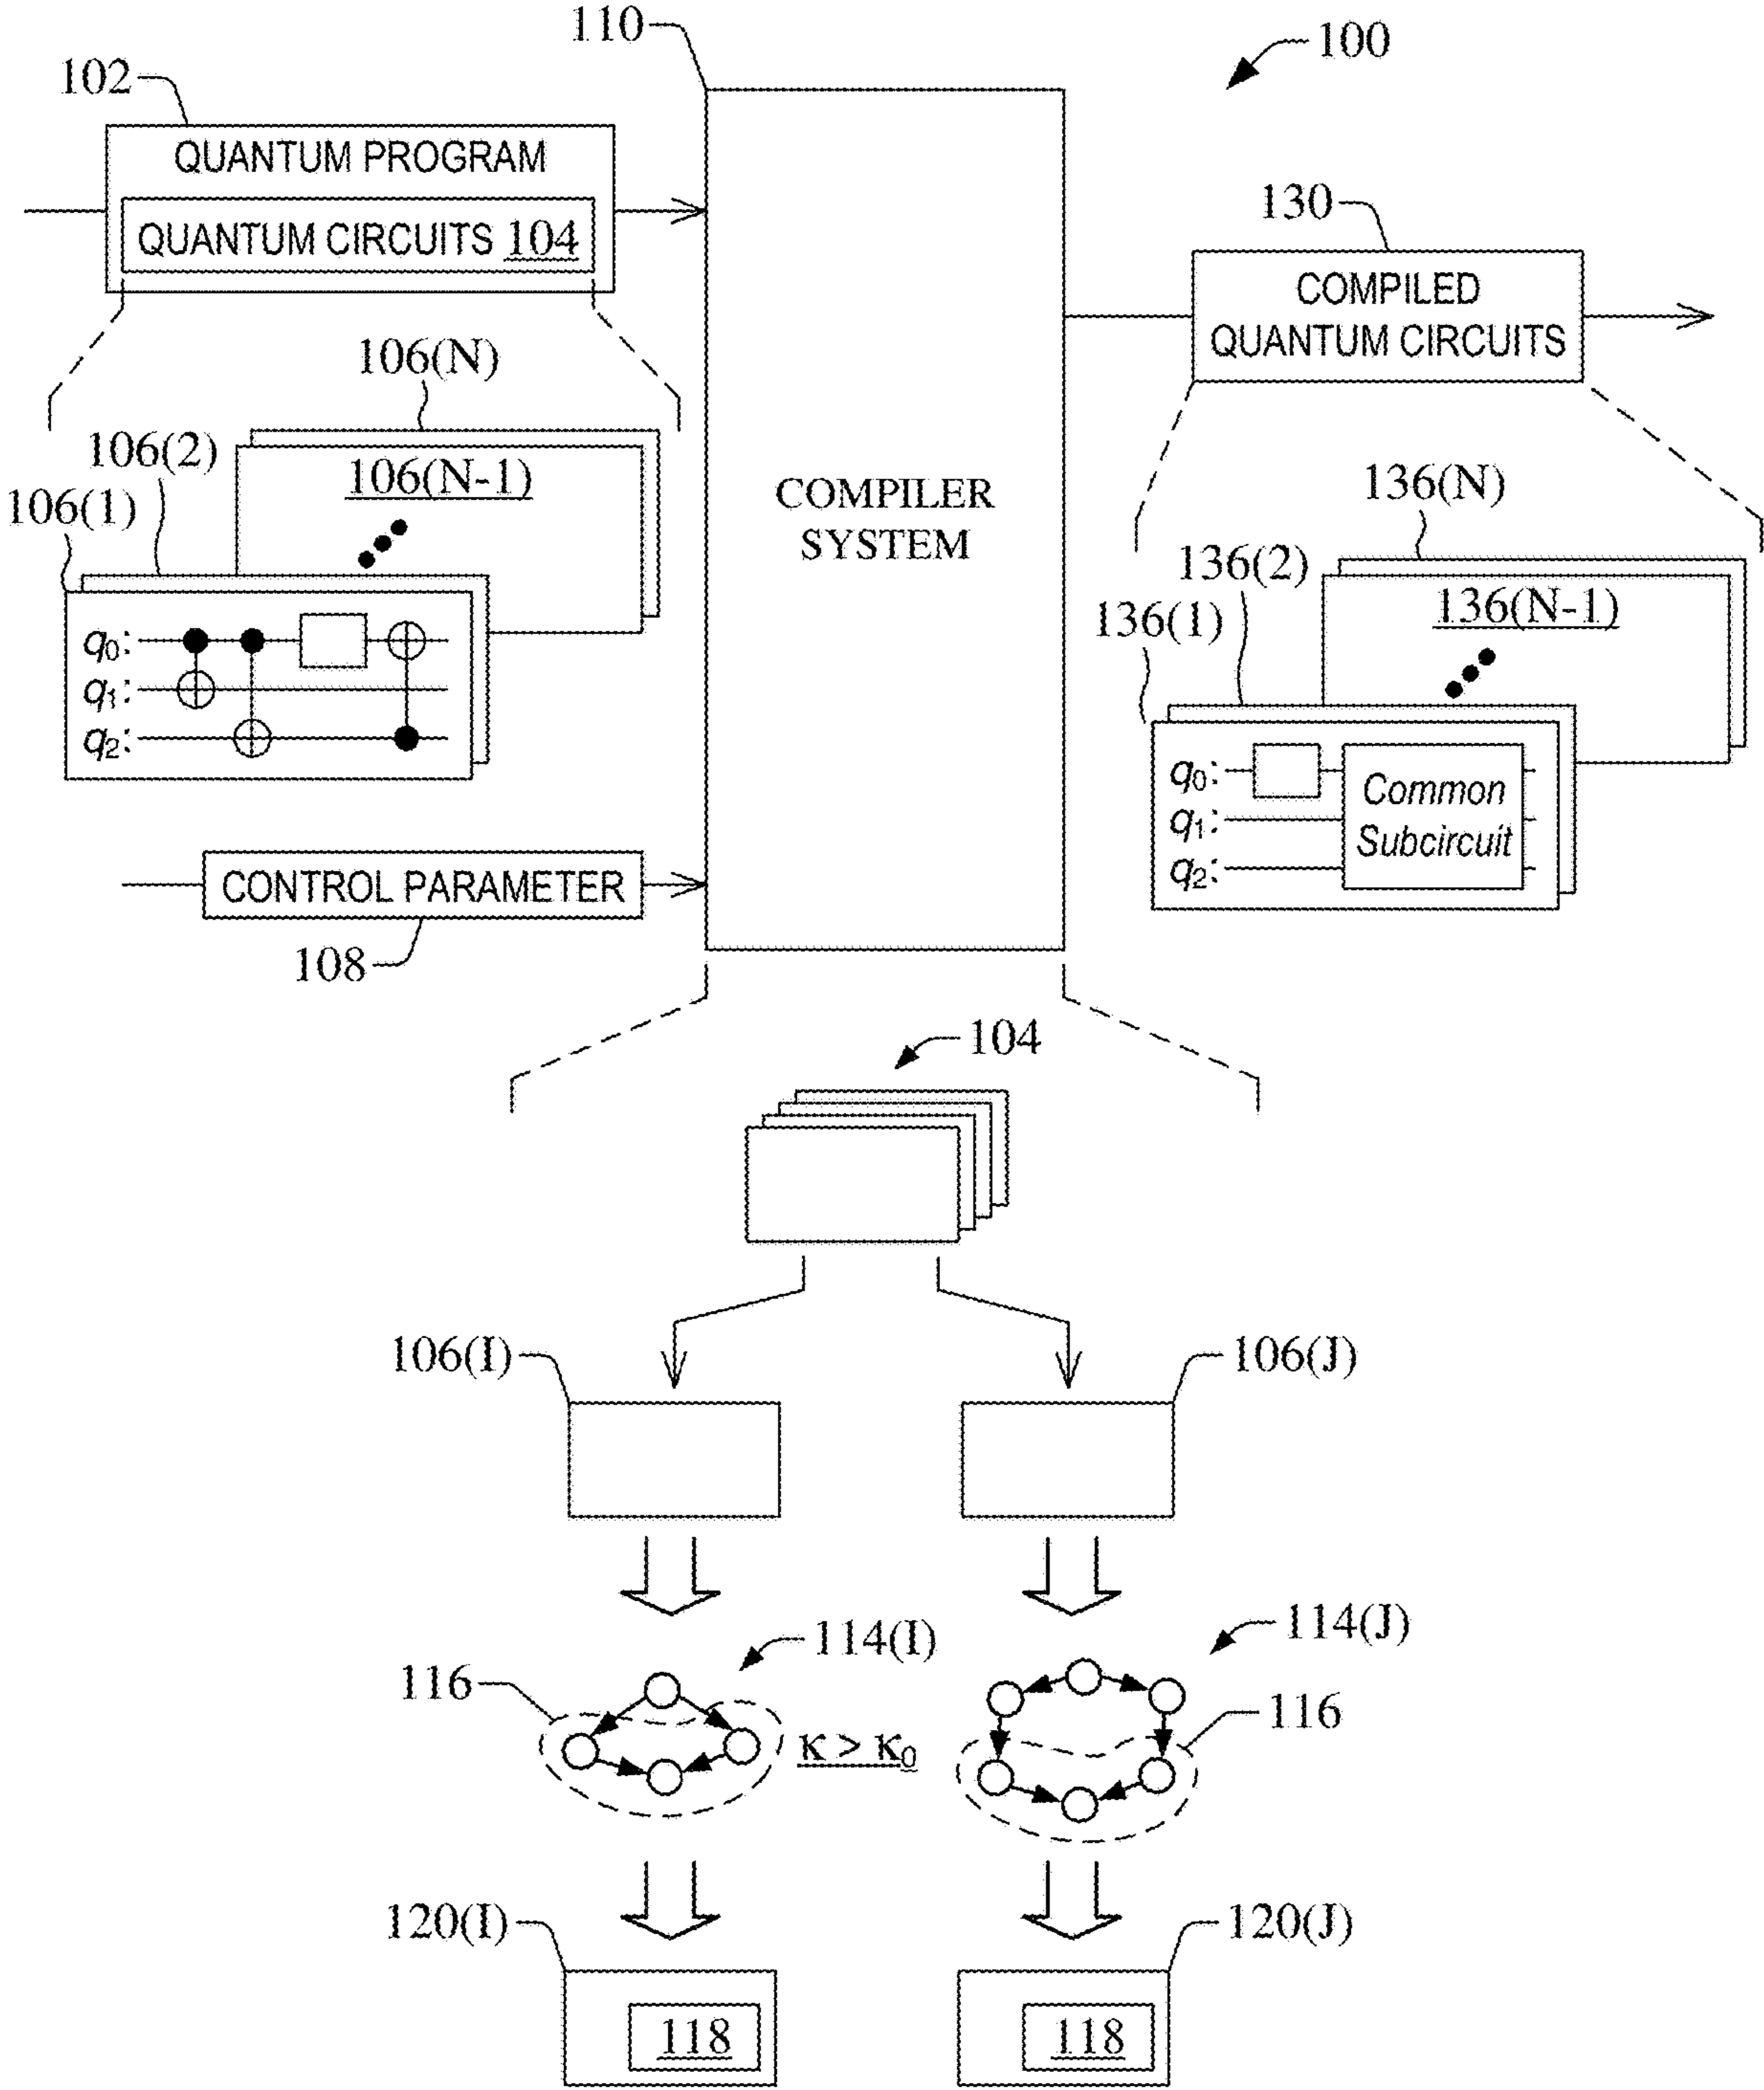 110
100
102
QUANTUM PROGRAM
QUANTUM CIRCUITS 104
130
COMPILED
QUANTUM CIRCUITS
106(N)
106(2)
106(N-1)
106(1)
q0:
q1:
q2:
COMPILER
SYSTEM
136(N)
136(2)
136(N-1)
136(1)
q0:
q1:
q2:
Common
Subcircuit
CONTROL PARAMETER
108
104
106(I)
106(J)
114(I)
114(J)
116
κ > κ0
116
120(I)
120(J)
118
118